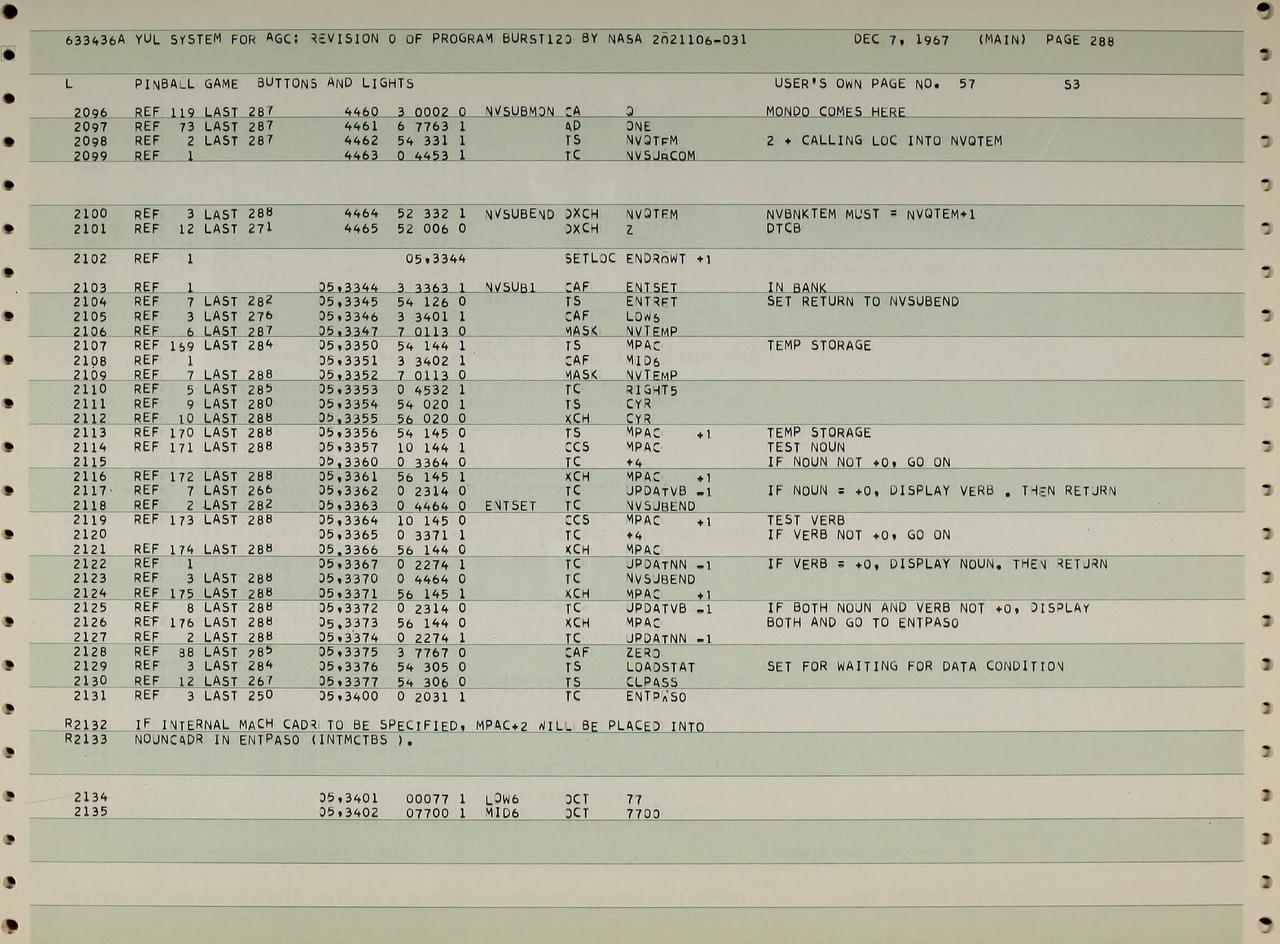 633436A YUL SYSTEM FOR AGC: REVISION 0 OF PROGRAM BURST120 BY NASA 2021106-031 DEC 7, 1967 (MAIN) PAGE 288
L PINBALL GAME BUTTONS AND LIGHTS USER'S OWN PAGE NO. 57 S3
2096 REF 119 LAST 287 4460 3 0002 0 NVSUBMON CA Q MONDO COMES HERE
2097 REF 73 LAST 287 4461 6 7763 1 AD ONE
2098 REF 2 LAST 287 4462 54 331 1 TS NVQTEM 2 + CALLING LOC INTO NVQTEM
2099 REF 1 4463 0 4453 1 TC NVSUBCOM
2100 REF 3 LAST 288 4464 52 332 1 NVSUBEND DXCH NVQTEM NVBNKTEM MUST = NVQTEM+1
2101 REF 12 LAST 271 4465 52 006 0 DXCH Z DTCB
2102 REF 1 05,3344 SETLOC ENDROWT +1
2103 REF 1 05,3344 3 3363 1 NVSUB1 CAF ENTSET IN BANK
2104 REF 7 LAST 282 05,3345 54 126 0 TS ENTRET SET RETURN TO NVSUBEND
2105 REF 3 LAST 276 05,3346 3 3401 1 CAF LOW6
2106 REF 6 LAST 287 05,3347 7 0113 0 MASK NVTEMP
2107 REF 169 LAST 284 05,3350 54 144 1 TS MPAC TEMP STORAGE
2108 REF 1 05,3351 3 3402 1 CAF MID6
2109 REF 7 LAST 288 05,3352 7 0113 0 MASK NVTEMP
2110 REF 5 LAST 285 05,3353 0 4532 1 TC RIGHT5
2111 REF 9 LAST 280 05,3354 54 020 1 TS CYR
2112 REF 10 LAST 288 05,3355 56 020 0 XCH CYR
2113 REF 170 LAST 288 05,3356 54 145 0 TS MPAC +1 TEMP STORAGE
2114 REF 171 LAST 288 05,3357 10 144 1 CCS MPAC TEST NOUN
2115 05,3360 0 3364 0 TC +4 IF NOUN NOT +0, GO ON
2116 REF 172 LAST 288 05,3361 56 145 1 XCH MPAC +1
2117 REF 7 LAST 266 05,3362 0 2314 0 TC UPDATVB -1 IF NOUN = +0, DISPLAY VERB . THEN RETURN
2118 REF 2 LAST 282 05,3363 0 4464 0 ENTSET TC NVSUBEND
2119 REF 173 LAST 288 05,3364 10 145 0 CCS MPAC +1 TEST VERB
2120 05,3365 0 3371 0 TC +4 IF VERB NOT +0, GO ON
2121 REF 174 LAST 288 05,3366 56 144 0 XCH MPAC
2122 REF 1 05,3367 0 2274 1 TC UPDATNN -1 IF VERB = +0, DISPLAY NOUN. THEN RETURN
2123 REF 3 LAST 288 05,3370 0 4464 0 TC NVSUBEND
2124 REF 175 LAST 288 05,3371 56 145 1 XCH MPAC +1
2125 REF 8 LAST 288 05,3372 0 2314 0 TC UPDATVB -1 IF BOTH NOUN AND VERB NOT +0, DISPLAY
2126 REF 176 LAST 288 05,3373 56 144 0 XCH MPAC BOTH AND GO TO ENTPASO
2127 REF 2 LAST 288 05,3374 0 2274 1 TC UPDATNN -1
2128 REF 88 LAST 285 05,3375 3 7767 0 CAF ZERO
2129 REF 3 LAST 284 05,3376 54 305 0 TS LOADSTAT SET FOR WAITING FOR DATA CONDITION
2130 REF 12 LAST 267 05,3377 54 306 0 TS CLPASS
2131 REF 3 LAST 250 05,3400 0 2031 1 TC ENTPASO
R2132 IF INTERNAL MACH CADR TO BE SPECIFIED, MPAC+2 WILL BE PLACED INTO
R2133 NOUNCADR IN ENTPASO (INTMCTBS ).
2134 05,3401 00077 1 LOW6 OCT 77
2135 05,3402 07700 1 MID6 OCT 7700